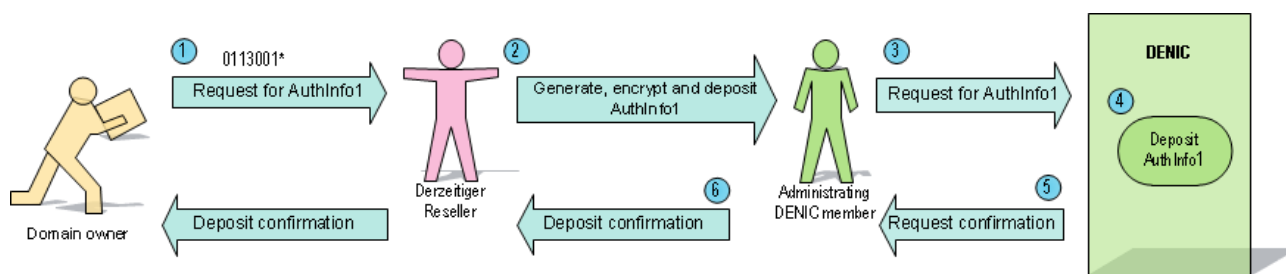 1
0113001*
Request for AuthInfo1
2
Generate, encrypt and deposit
AuthInfo1
3
Request for AuthInfo1
DENIC
4
Deposit
AuthInfo1
Domain owner
Deposit confirmation
Derzeitiger
Reseller
6
Deposit confirmation
Administrating
DENIC member
5
Request confirmation